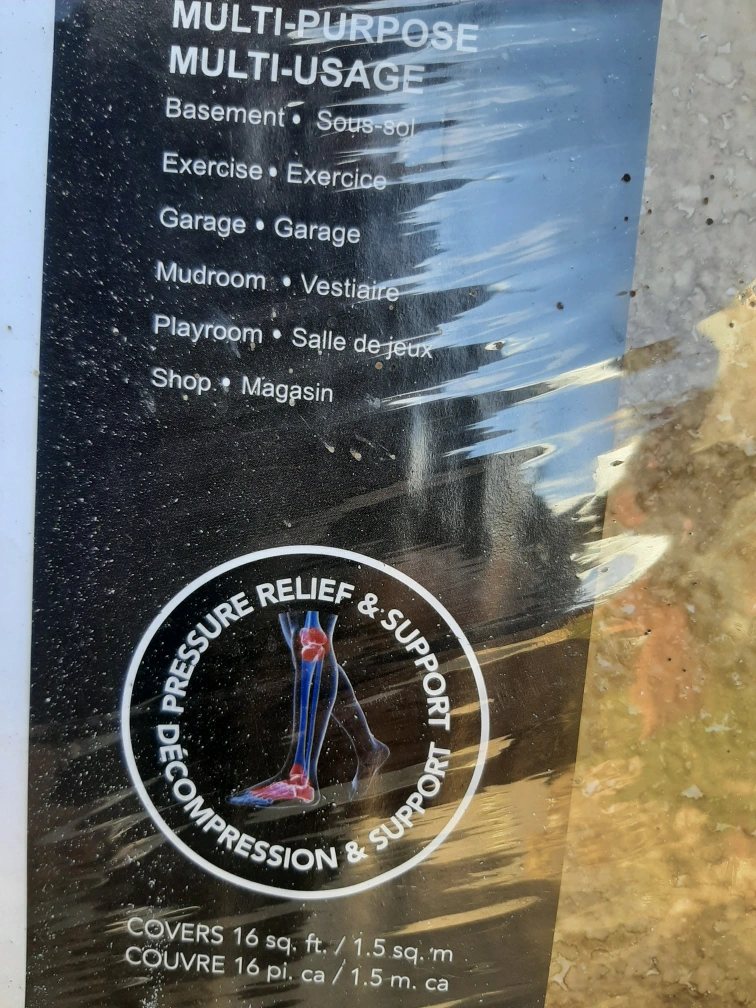 MULTI-PURPOSE
MULTI-USAGE
Basement • Sous-sol
Exercise • Exercice
Garage • Garage
Mudroom • Vestiaire
Playroom • Salle de jeux
Shop • Magasin
PRESSURE RELIEF & SUPPORT
DÉCOMPRESSION & SUPPORT
COVERS 16 sq. ft. / 1.5 sq. m
COUVRE 16 pi. ca / 1.5 m. ca